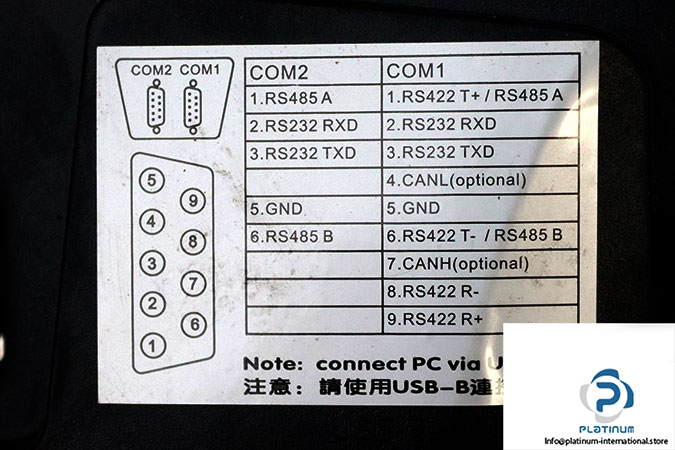 COM2 COM1
COM2 COM1
1.RS485 A 1.RS422 T+ / RS485 A
2.RS232 RXD 2.RS232 RXD
3.RS232 TXD 3.RS232 TXD
4.CANL(optional)
5.GND 5.GND
6.RS485 B 6.RS422 T- / RS485 B
7.CANH(optional)
8.RS422 R-
9.RS422 R+
5
9
4
8
3
7
2
6
1
Note: connect PC via
注意：請使用USB-B連
PLATINUM
Info@platinum-international.store